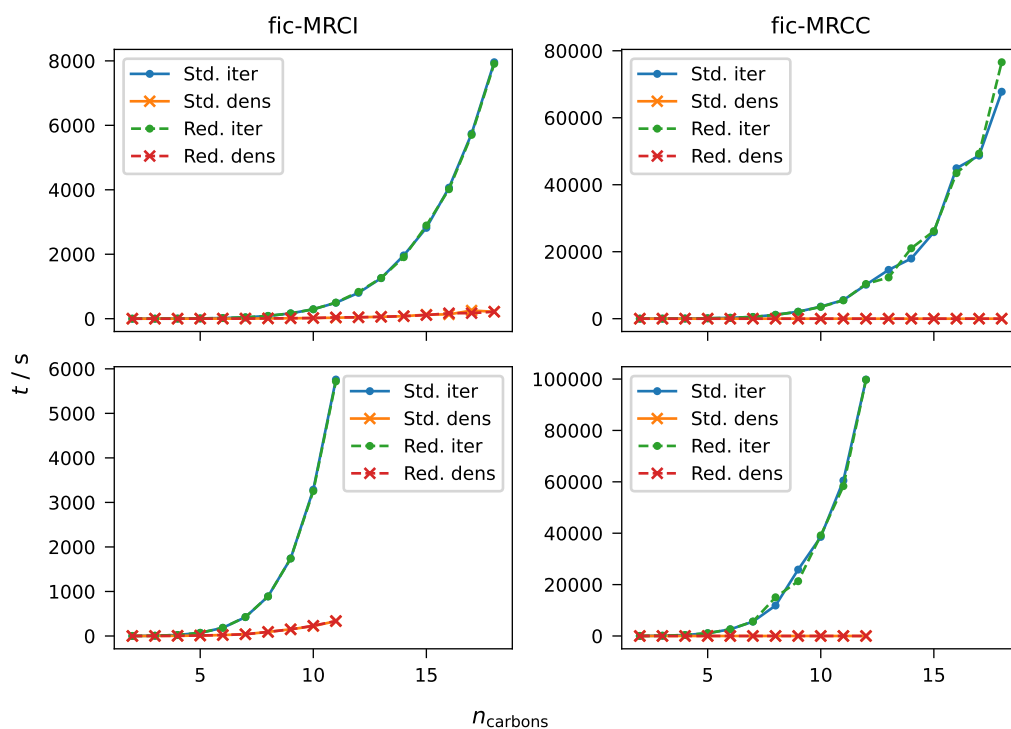 fic-MRCI
fic-MRCC
8000
6000
4000
2000
0
Std. iter
Std. dens
Red. iter
Red. dens
5
10
15
80000
60000
40000
20000
0
Std. iter
Std. dens
Red. iter
Red. dens
t / s
6000
5000
4000
3000
2000
1000
0
Std. iter
Std. dens
Red. iter
Red. dens
5
10
15
100000
80000
60000
40000
20000
0
Std. iter
Std. dens
Red. iter
Red. dens
5
10
15
n_carbons